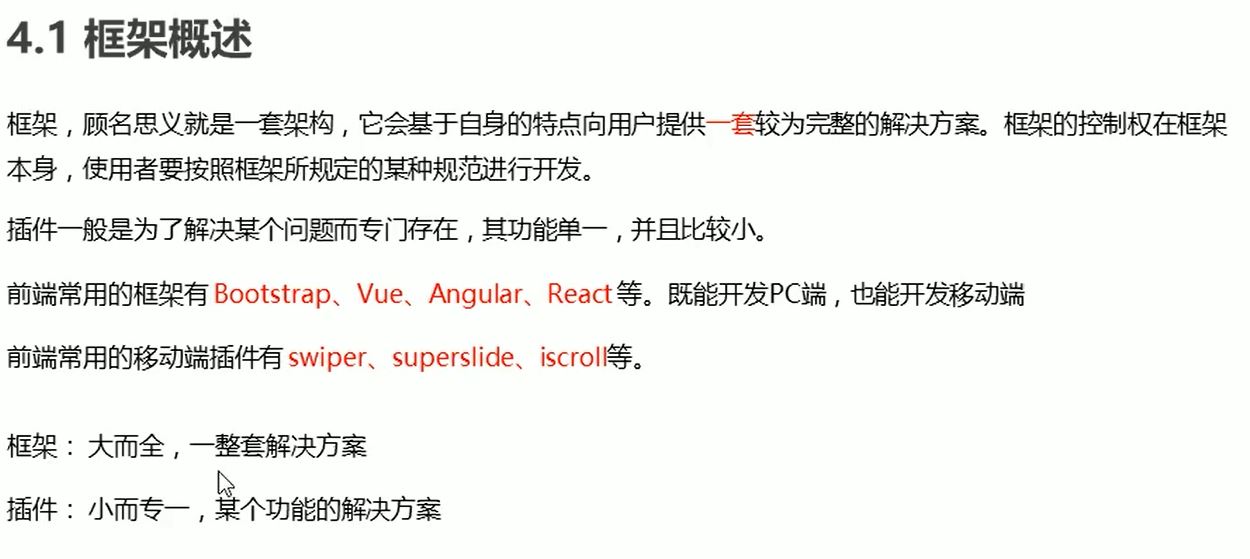 4.1 框架概述
框架，顾名思义就是一套架构，它会基于自身的特点向用户提供一套较为完整的解决方案。框架的控制权在框架
本身，使用者要按照框架所规定的某种规范进行开发。
插件一般是为了解决某个问题而专门存在，其功能单一，并且比较小。
前端常用的框架有 Bootstrap、Vue、Angular、React 等。既能开发PC端，也能开发移动端
前端常用的移动端插件有 swiper、superslide、iscroll等。
框架： 大而全，一整套解决方案
插件： 小而专一，某个功能的解决方案